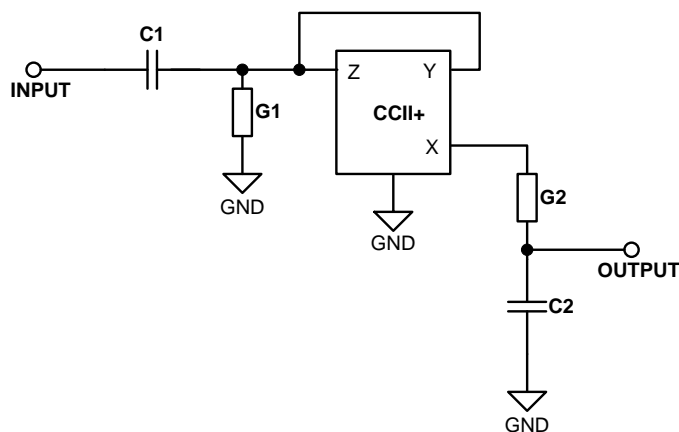 C1
INPUT
G1
GND
Z
Y
CCII+
X
GND
G2
OUTPUT
C2
GND